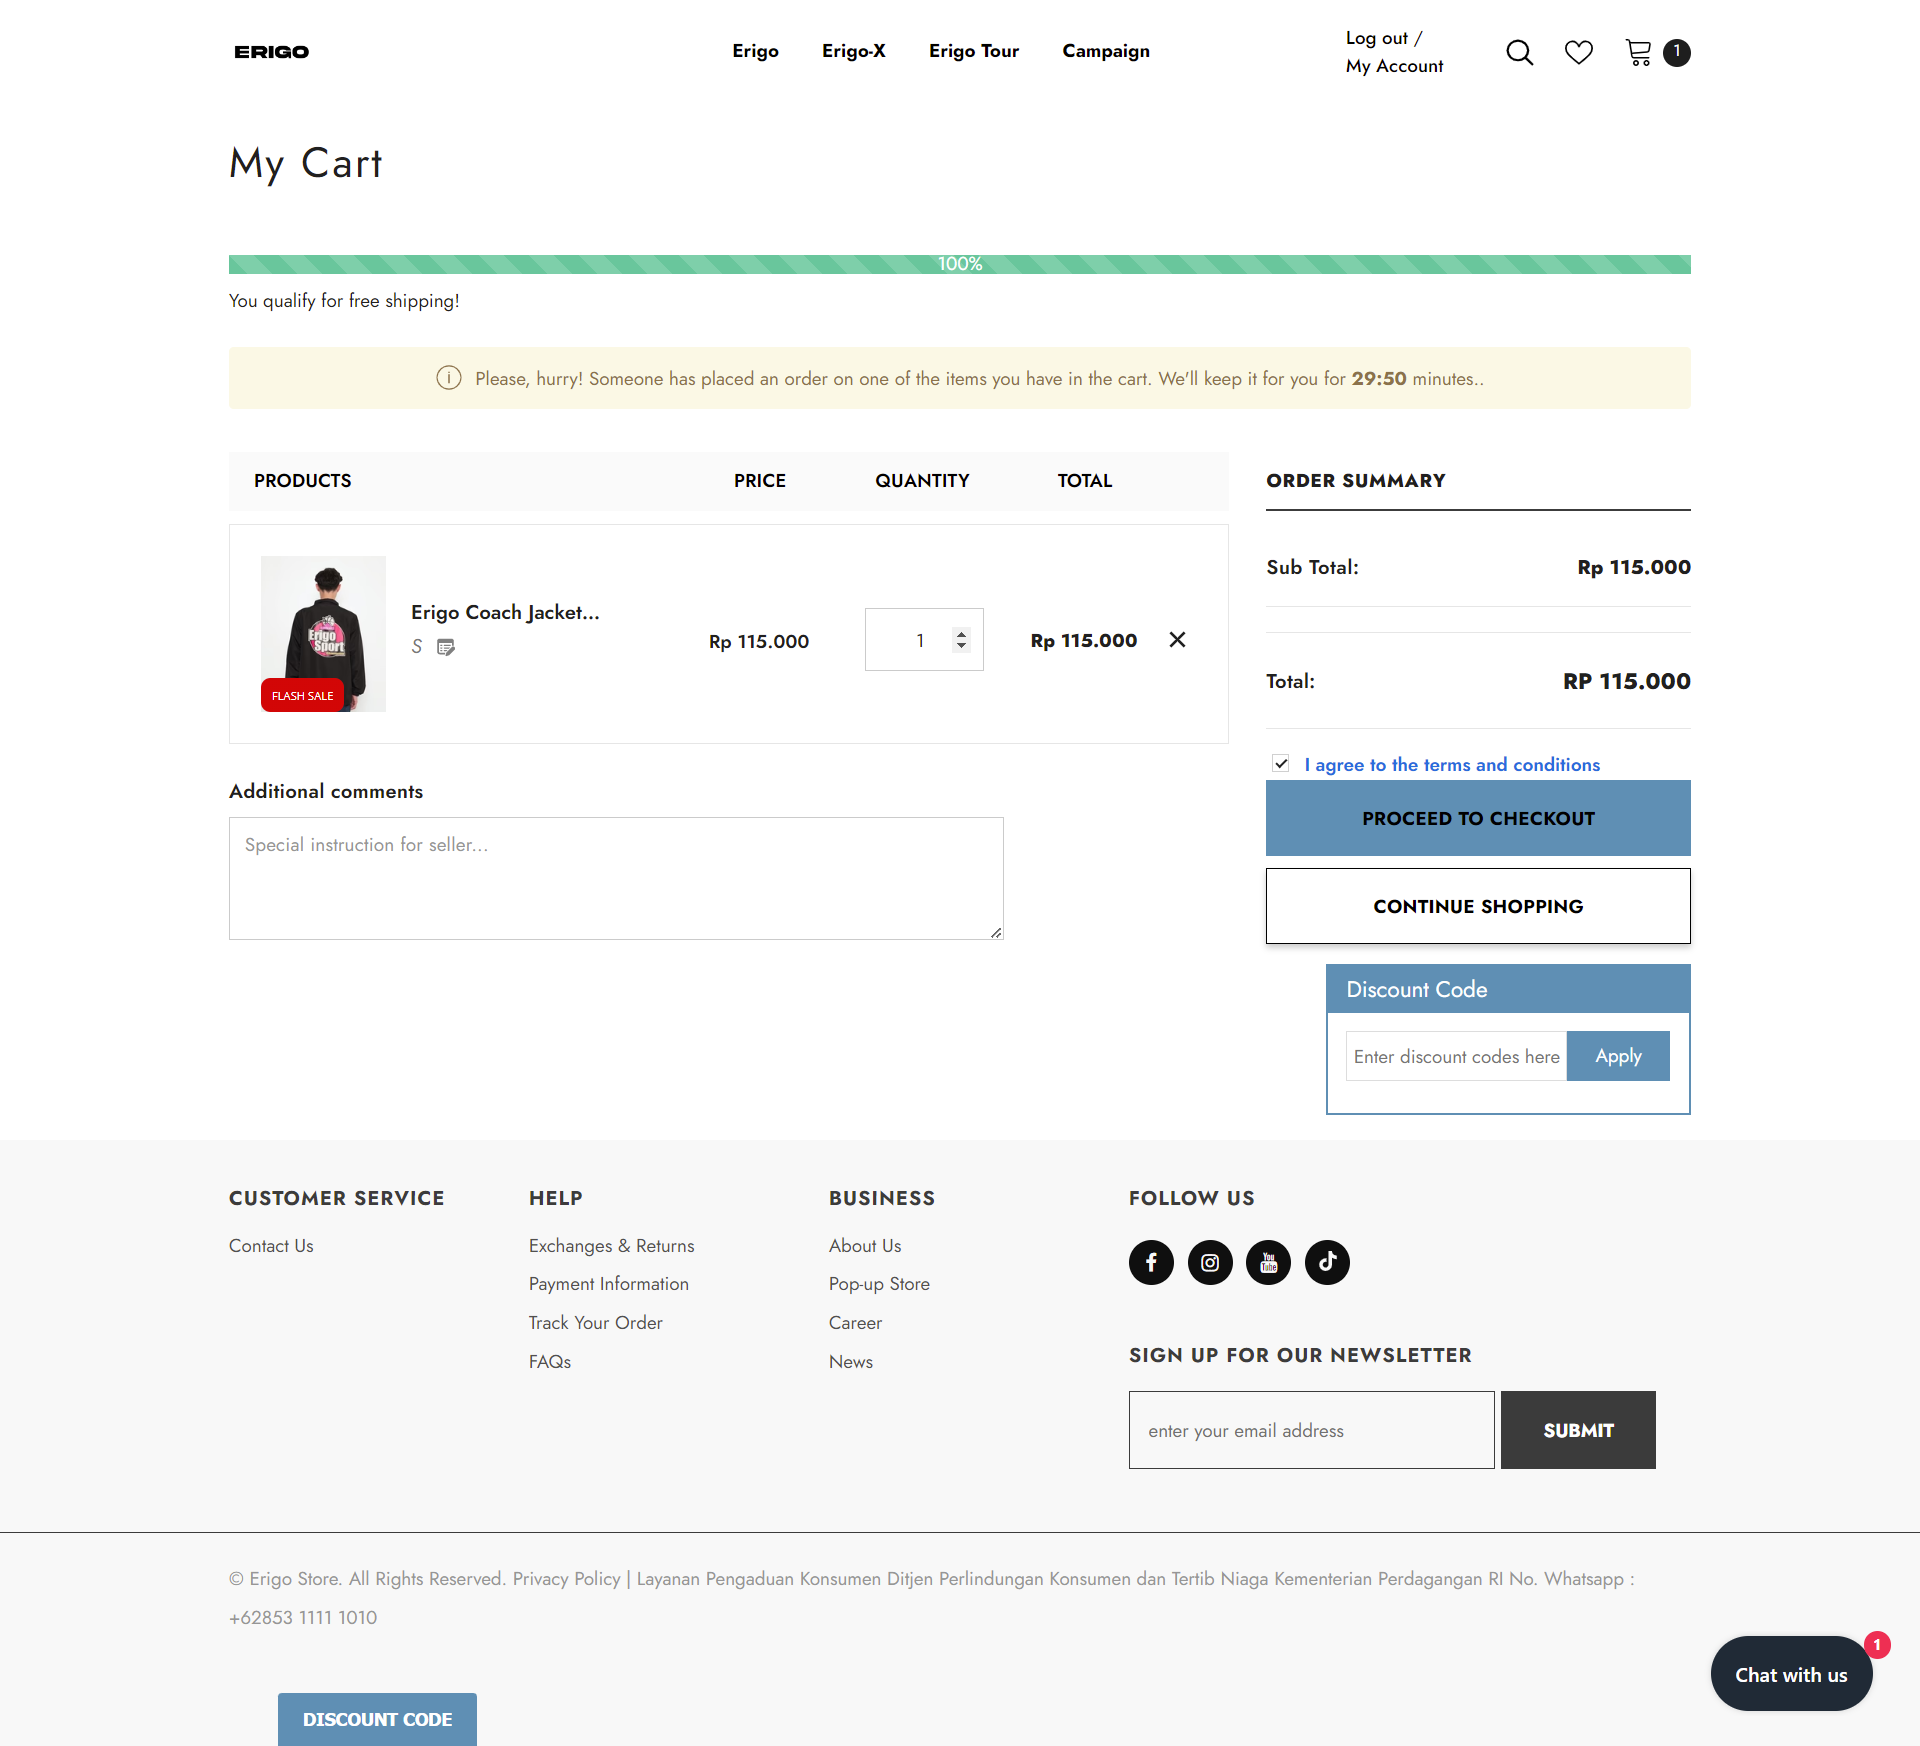 ERIGO
Erigo
Erigo-X
Erigo Tour
Campaign
Log out /
My Account
1
My Cart
100%
You qualify for free shipping!
Please, hurry! Someone has placed an order on one of the items you have in the cart. We'll keep it for you for 29:50 minutes..
PRODUCTS
PRICE
QUANTITY
TOTAL
Erigo
Sport
FLASH SALE
Erigo Coach Jacket...
S
Rp 115.000
1
Rp 115.000
Additional comments
Special instruction for seller...
ORDER SUMMARY
Sub Total:
Rp 115.000
Total:
RP 115.000
I agree to the terms and conditions
PROCEED TO CHECKOUT
CONTINUE SHOPPING
Discount Code
Enter discount codes here
Apply
CUSTOMER SERVICE
Contact Us
HELP
Exchanges & Returns
Payment Information
Track Your Order
FAQs
BUSINESS
About Us
Pop-up Store
Career
News
FOLLOW US
You
Tube
SIGN UP FOR OUR NEWSLETTER
enter your email address
SUBMIT
© Erigo Store. All Rights Reserved. Privacy Policy | Layanan Pengaduan Konsumen Ditjen Perlindungan Konsumen dan Tertib Niaga Kementerian Perdagangan RI No. Whatsapp :
+62853 1111 1010
1
Chat with us
DISCOUNT CODE